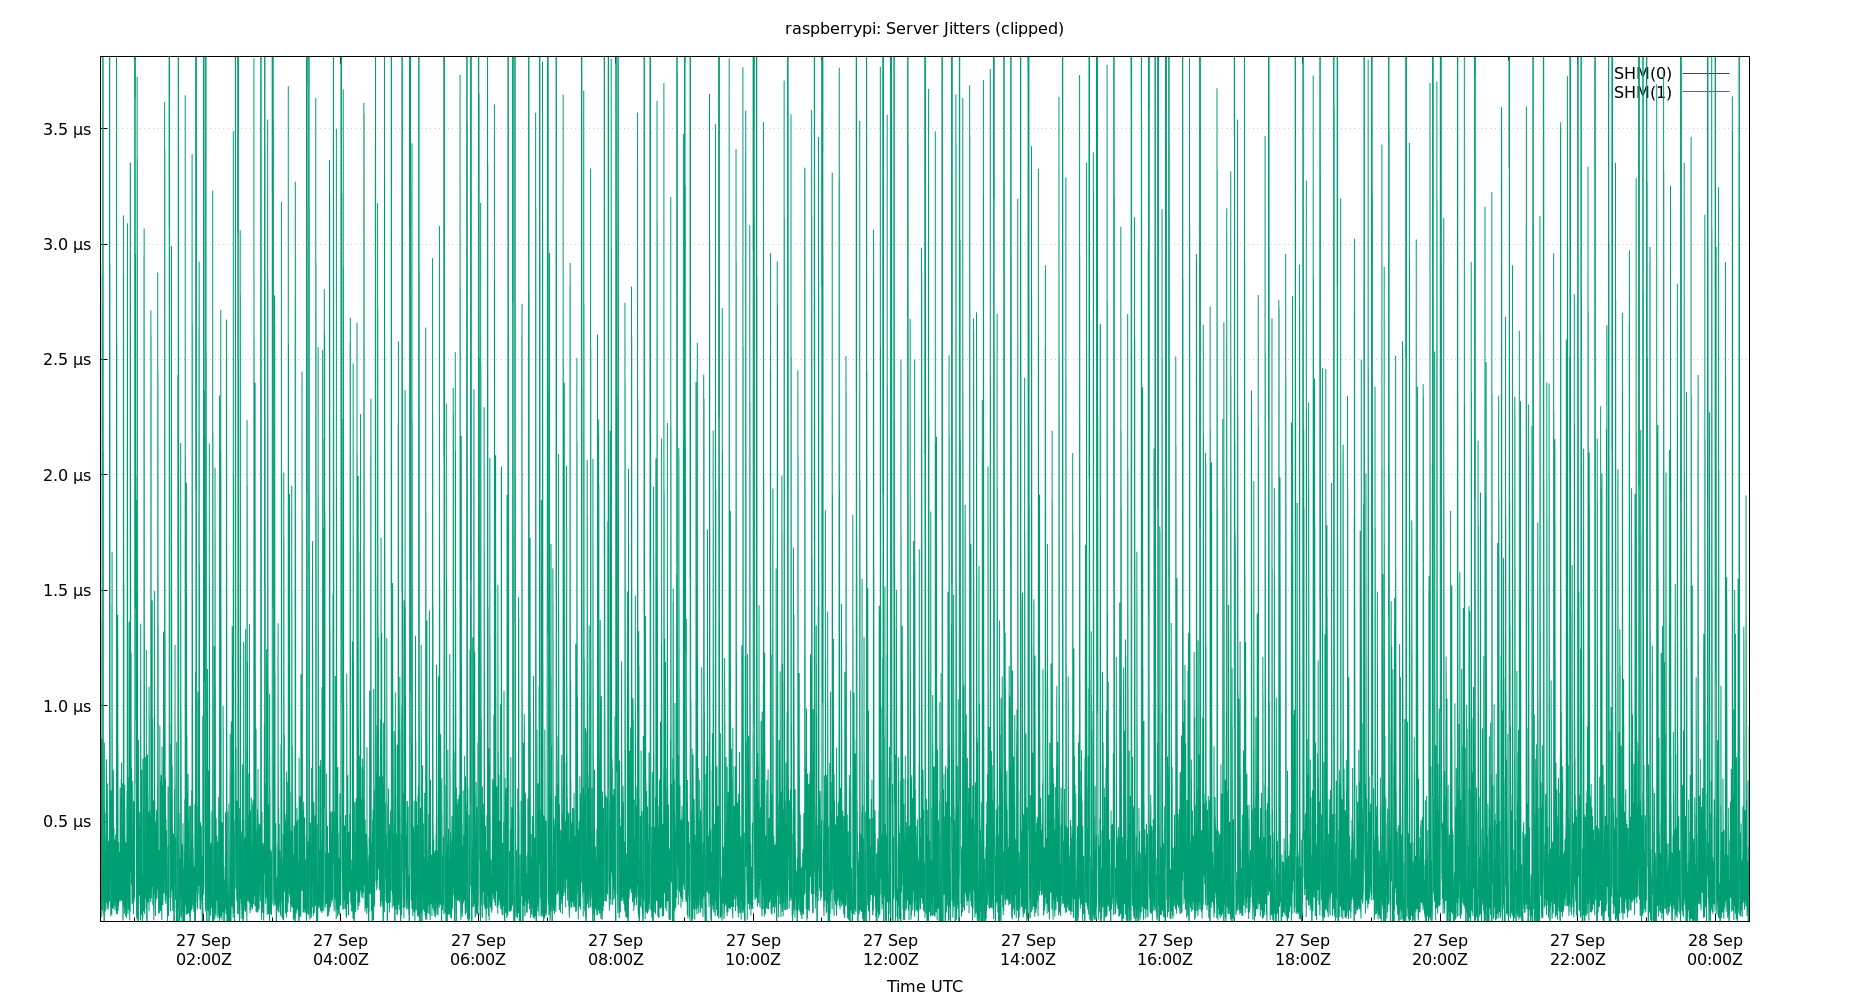 raspberrypi: Server Jitters (clipped)
SHM(0)
SHM(1)
3.5 µs
3.0 µs
2.5 µs
2.0 µs
1.5 µs
1.0 µs
0.5 µs
27 Sep 27 Sep 27 Sep 27 Sep 27 Sep 27 Sep 27 Sep 27 Sep 27 Sep 27 Sep 27 Sep 28 Sep
02:00Z 04:00Z 06:00Z 08:00Z 10:00Z 12:00Z 14:00Z 16:00Z 18:00Z 20:00Z 22:00Z 00:00Z
Time UTC